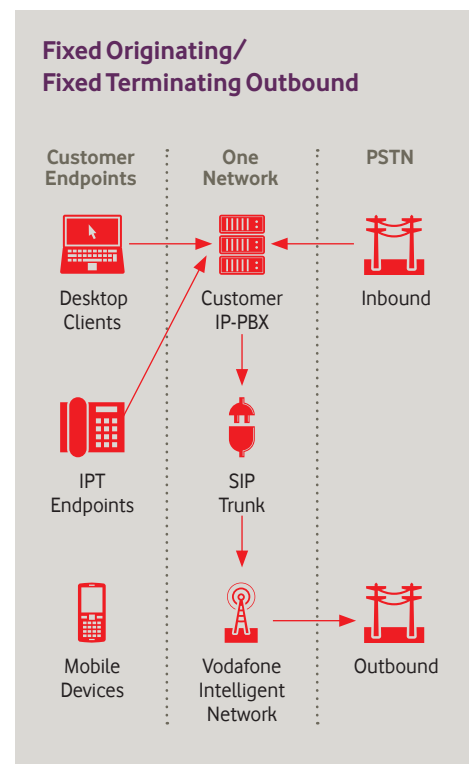 Fixed Originating/
Fixed Terminating Outbound
Customer
Endpoints
One
Network
PSTN
Desktop
Clients
Customer
IP-PBX
Inbound
IPT
Endpoints
SIP
Trunk
Mobile
Devices
Vodafone
Intelligent
Network
Outbound